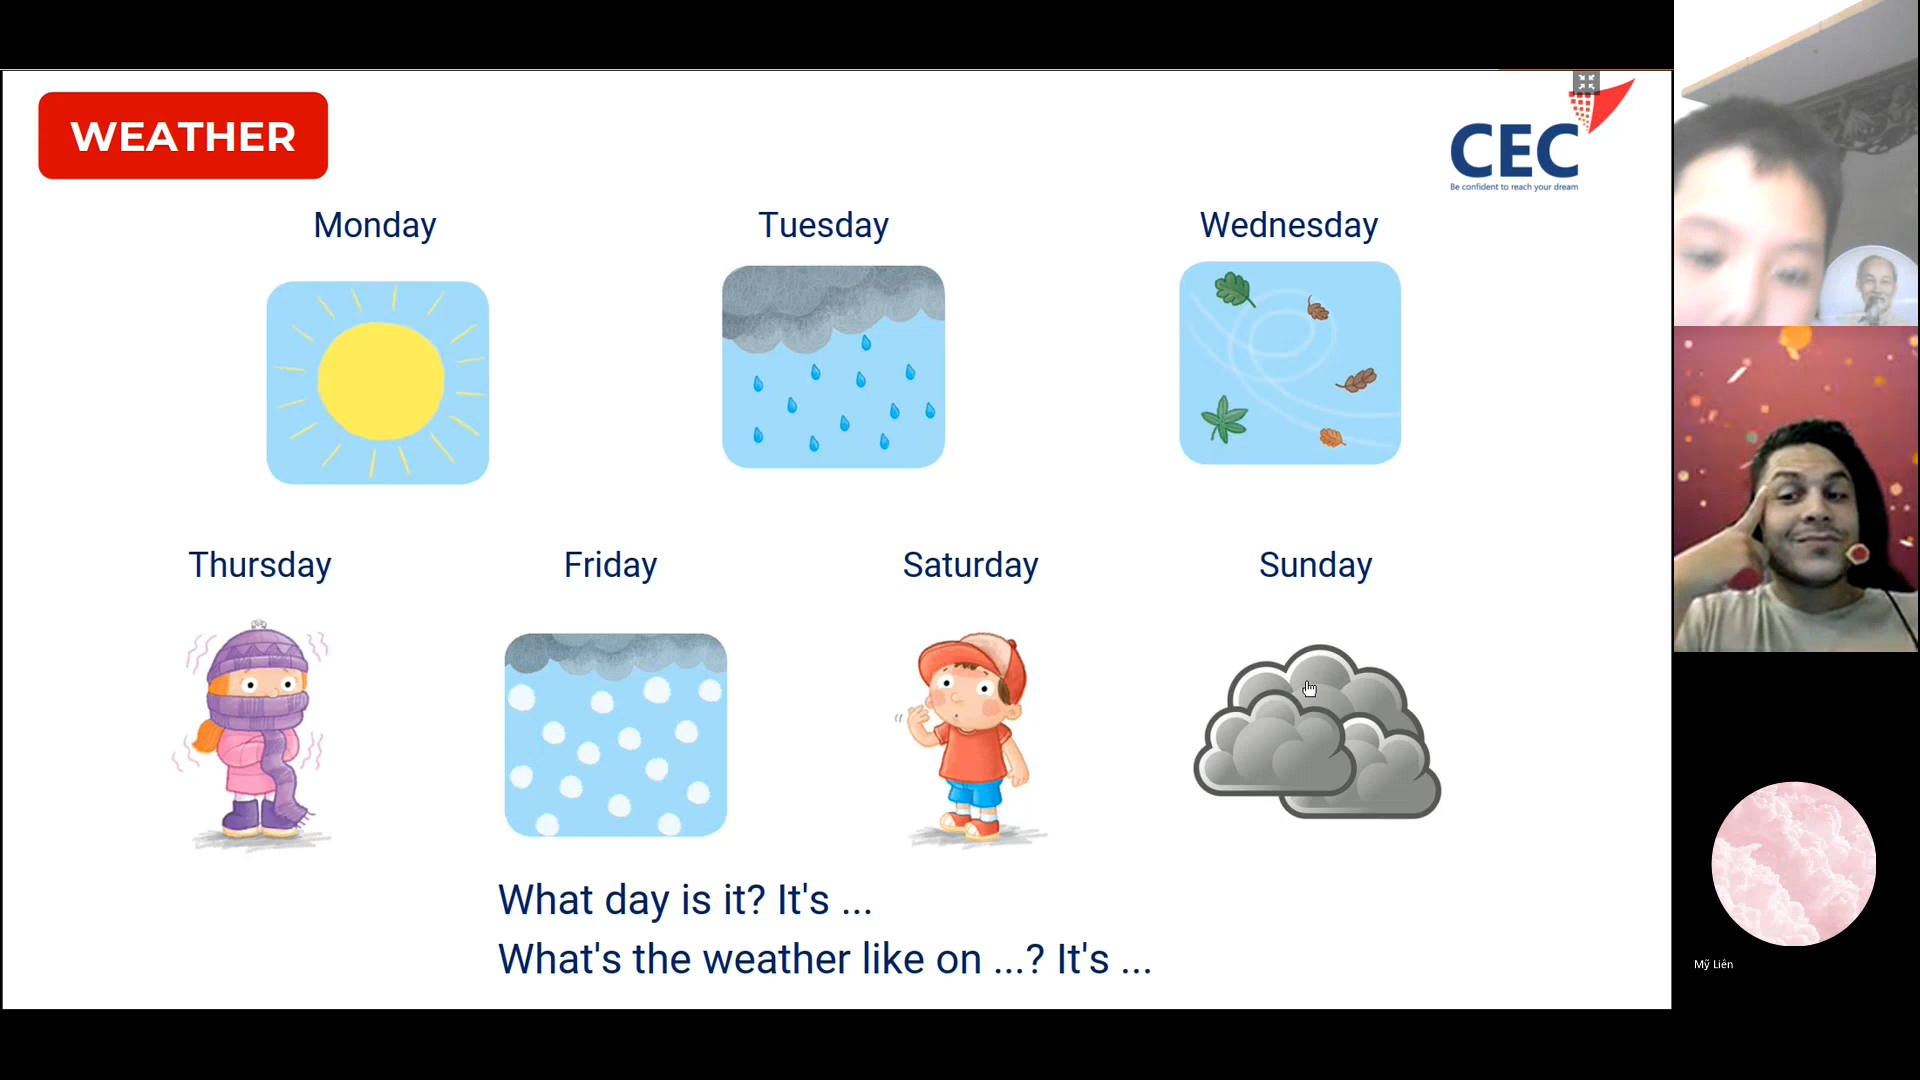 WEATHER
CEC
Be confident to reach your dream
Monday
Tuesday
Wednesday
Thursday
Friday
Saturday
Sunday
What day is it? It's ...
What's the weather like on ...? It's ...
Mỹ Liên